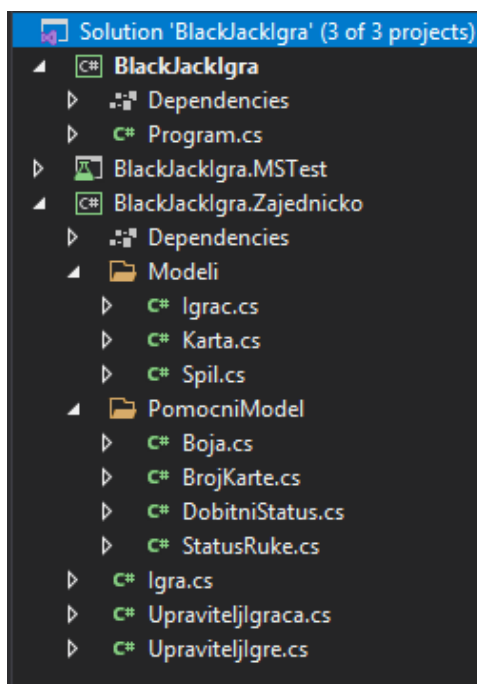 Solution 'BlackJackIgra' (3 of 3 projects)
C# BlackJackIgra
Dependencies
C# Program.cs
BlackJackIgra.MSTest
C# BlackJackIgra.Zajednicko
Dependencies
Modeli
C# Igrac.cs
C# Karta.cs
C# Spil.cs
PomocniModel
C# Boja.cs
C# BrojKarte.cs
C# DobitniStatus.cs
C# StatusRuke.cs
C# Igra.cs
C# UpraviteljIgraca.cs
C# UpraviteljIgre.cs